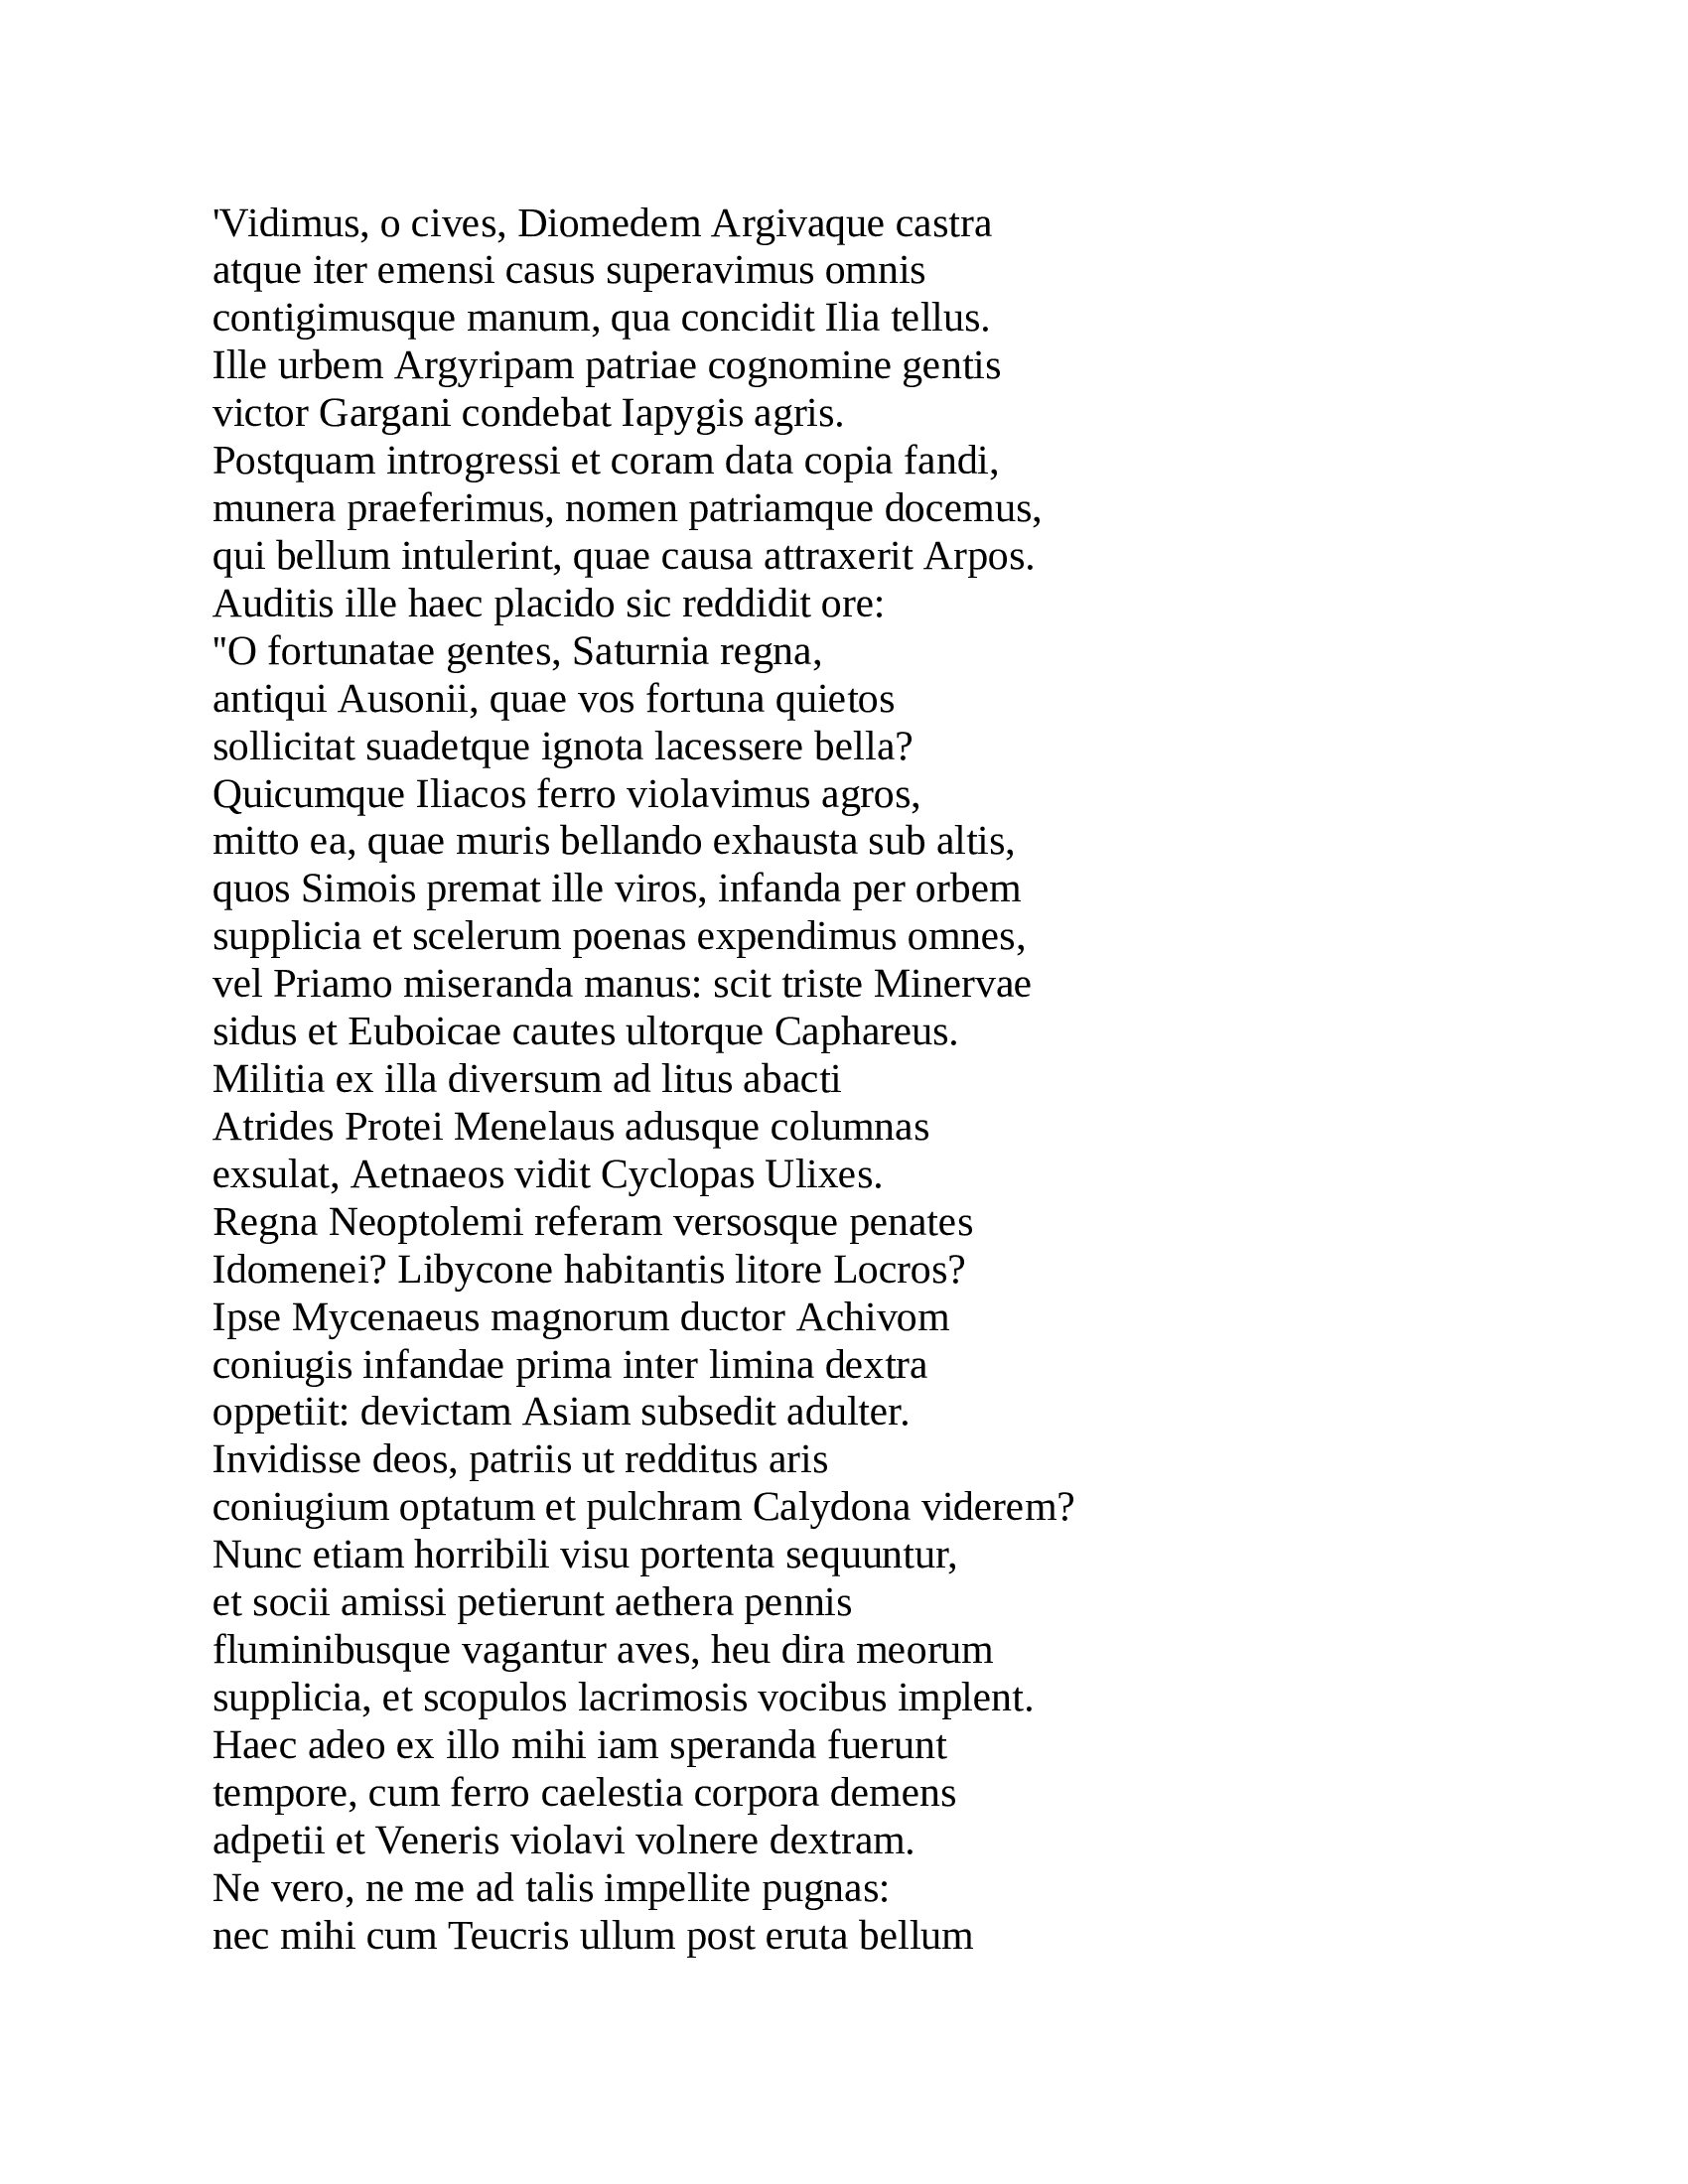 'Vidimus, o cives, Diomedem Argivaque castra
atque iter emensi casus superavimus omnis
contigimusque manum, qua concidit Ilia tellus.
Ille urbem Argyripam patriae cognomine gentis
victor Gargani condebat Iapygis agris.
Postquam introgressi et coram data copia fandi,
munera praeferimus, nomen patriamque docemus,
qui bellum intulerint, quae causa attraxerit Arpos.
Auditis ille haec placido sic reddidit ore:
"O fortunatae gentes, Saturnia regna,
antiqui Ausonii, quae vos fortuna quietos
sollicitat suadetque ignota lacessere bella?
Quicumque Iliacos ferro violavimus agros,
mitto ea, quae muris bellando exhausta sub altis,
quos Simois premat ille viros, infanda per orbem
supplicia et scelerum poenas expendimus omnes,
vel Priamo miseranda manus: scit triste Minervae
sidus et Euboicae cautes ultorque Caphareus.
Militia ex illa diversum ad litus abacti
Atrides Protei Menelaus adusque columnas
exsulat, Aetnaeos vidit Cyclopas Ulixes.
Regna Neoptolemi referam versosque penates
Idomenei? Libycone habitantis litore Locros?
Ipse Mycenaeus magnorum ductor Achivom
coniugis infandae prima inter limina dextra
oppetiit: devictam Asiam subsedit adulter.
Invidisse deos, patriis ut redditus aris
coniugium optatum et pulchram Calydona viderem?
Nunc etiam horribili visu portenta sequuntur,
et socii amissi petierunt aethera pennis
fluminibusque vagantur aves, heu dira meorum
supplicia, et scopulos lacrimosis vocibus implent.
Haec adeo ex illo mihi iam speranda fuerunt
tempore, cum ferro caelestia corpora demens
adpetii et Veneris violavi volnere dextram.
Ne vero, ne me ad talis impellite pugnas:
nec mihi cum Teucris ullum post eruta bellum